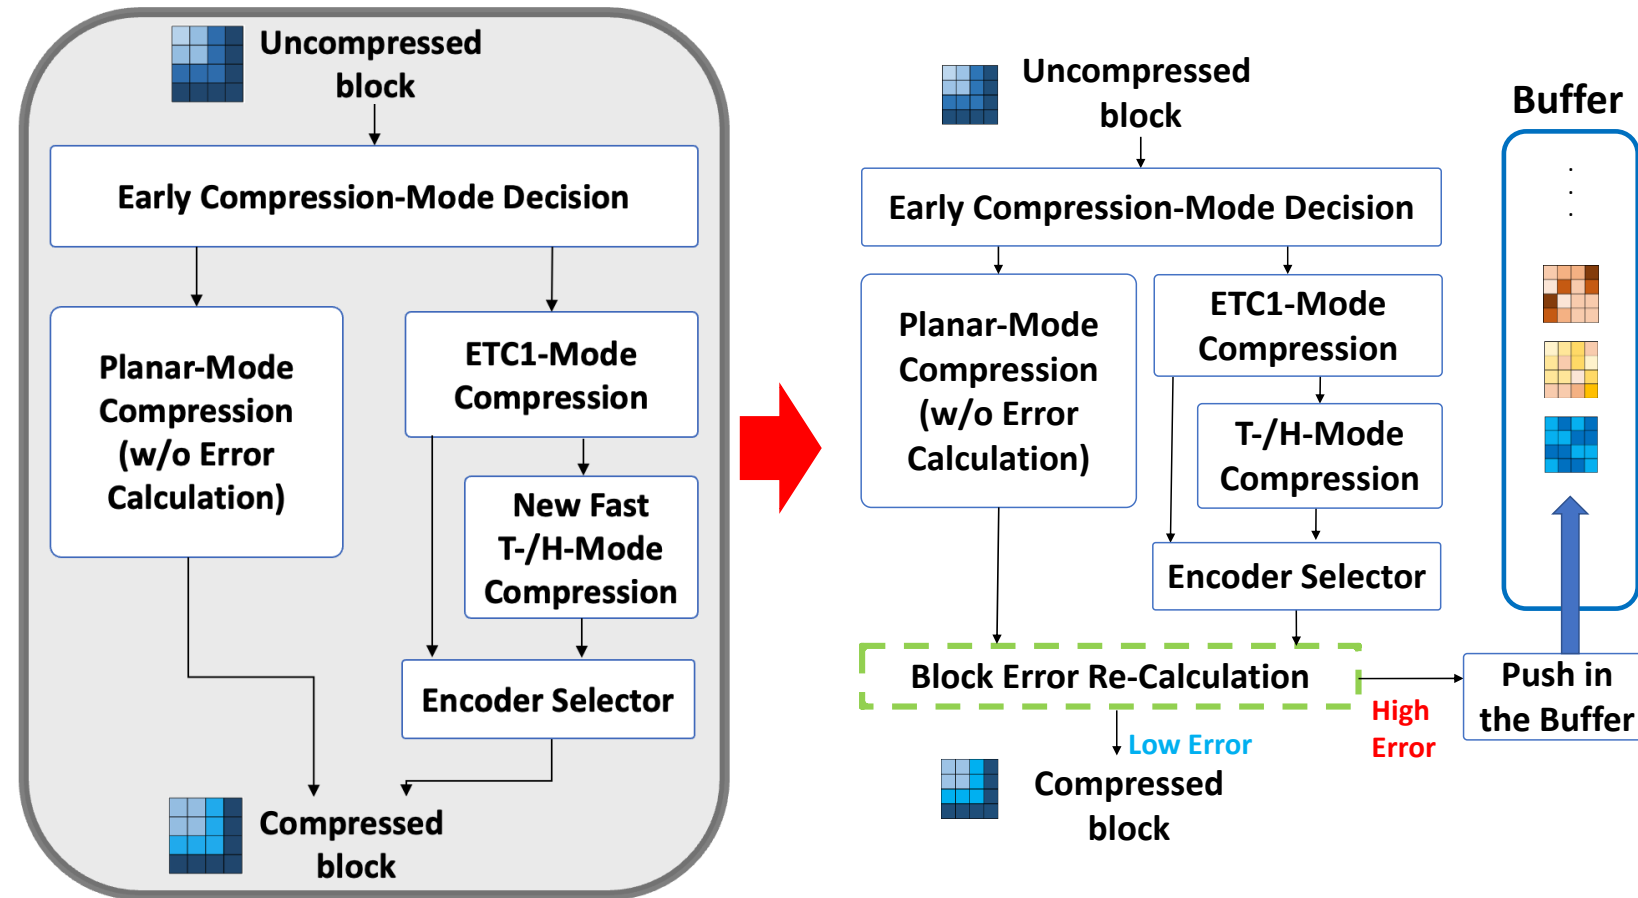 Uncompressed
block
Early Compression-Mode Decision
Planar-Mode
Compression
(w/o Error
Calculation)
ETC1-Mode
Compression
New Fast
T-/H-Mode
Compression
Encoder Selector
Compressed
block
Uncompressed
block
Early Compression-Mode Decision
Planar-Mode
Compression
(w/o Error
Calculation)
ETC1-Mode
Compression
T-/H-Mode
Compression
Encoder Selector
Block Error Re-Calculation
Low Error
High
Error
Compressed
block
Buffer
.
.
.
Push in
the Buffer